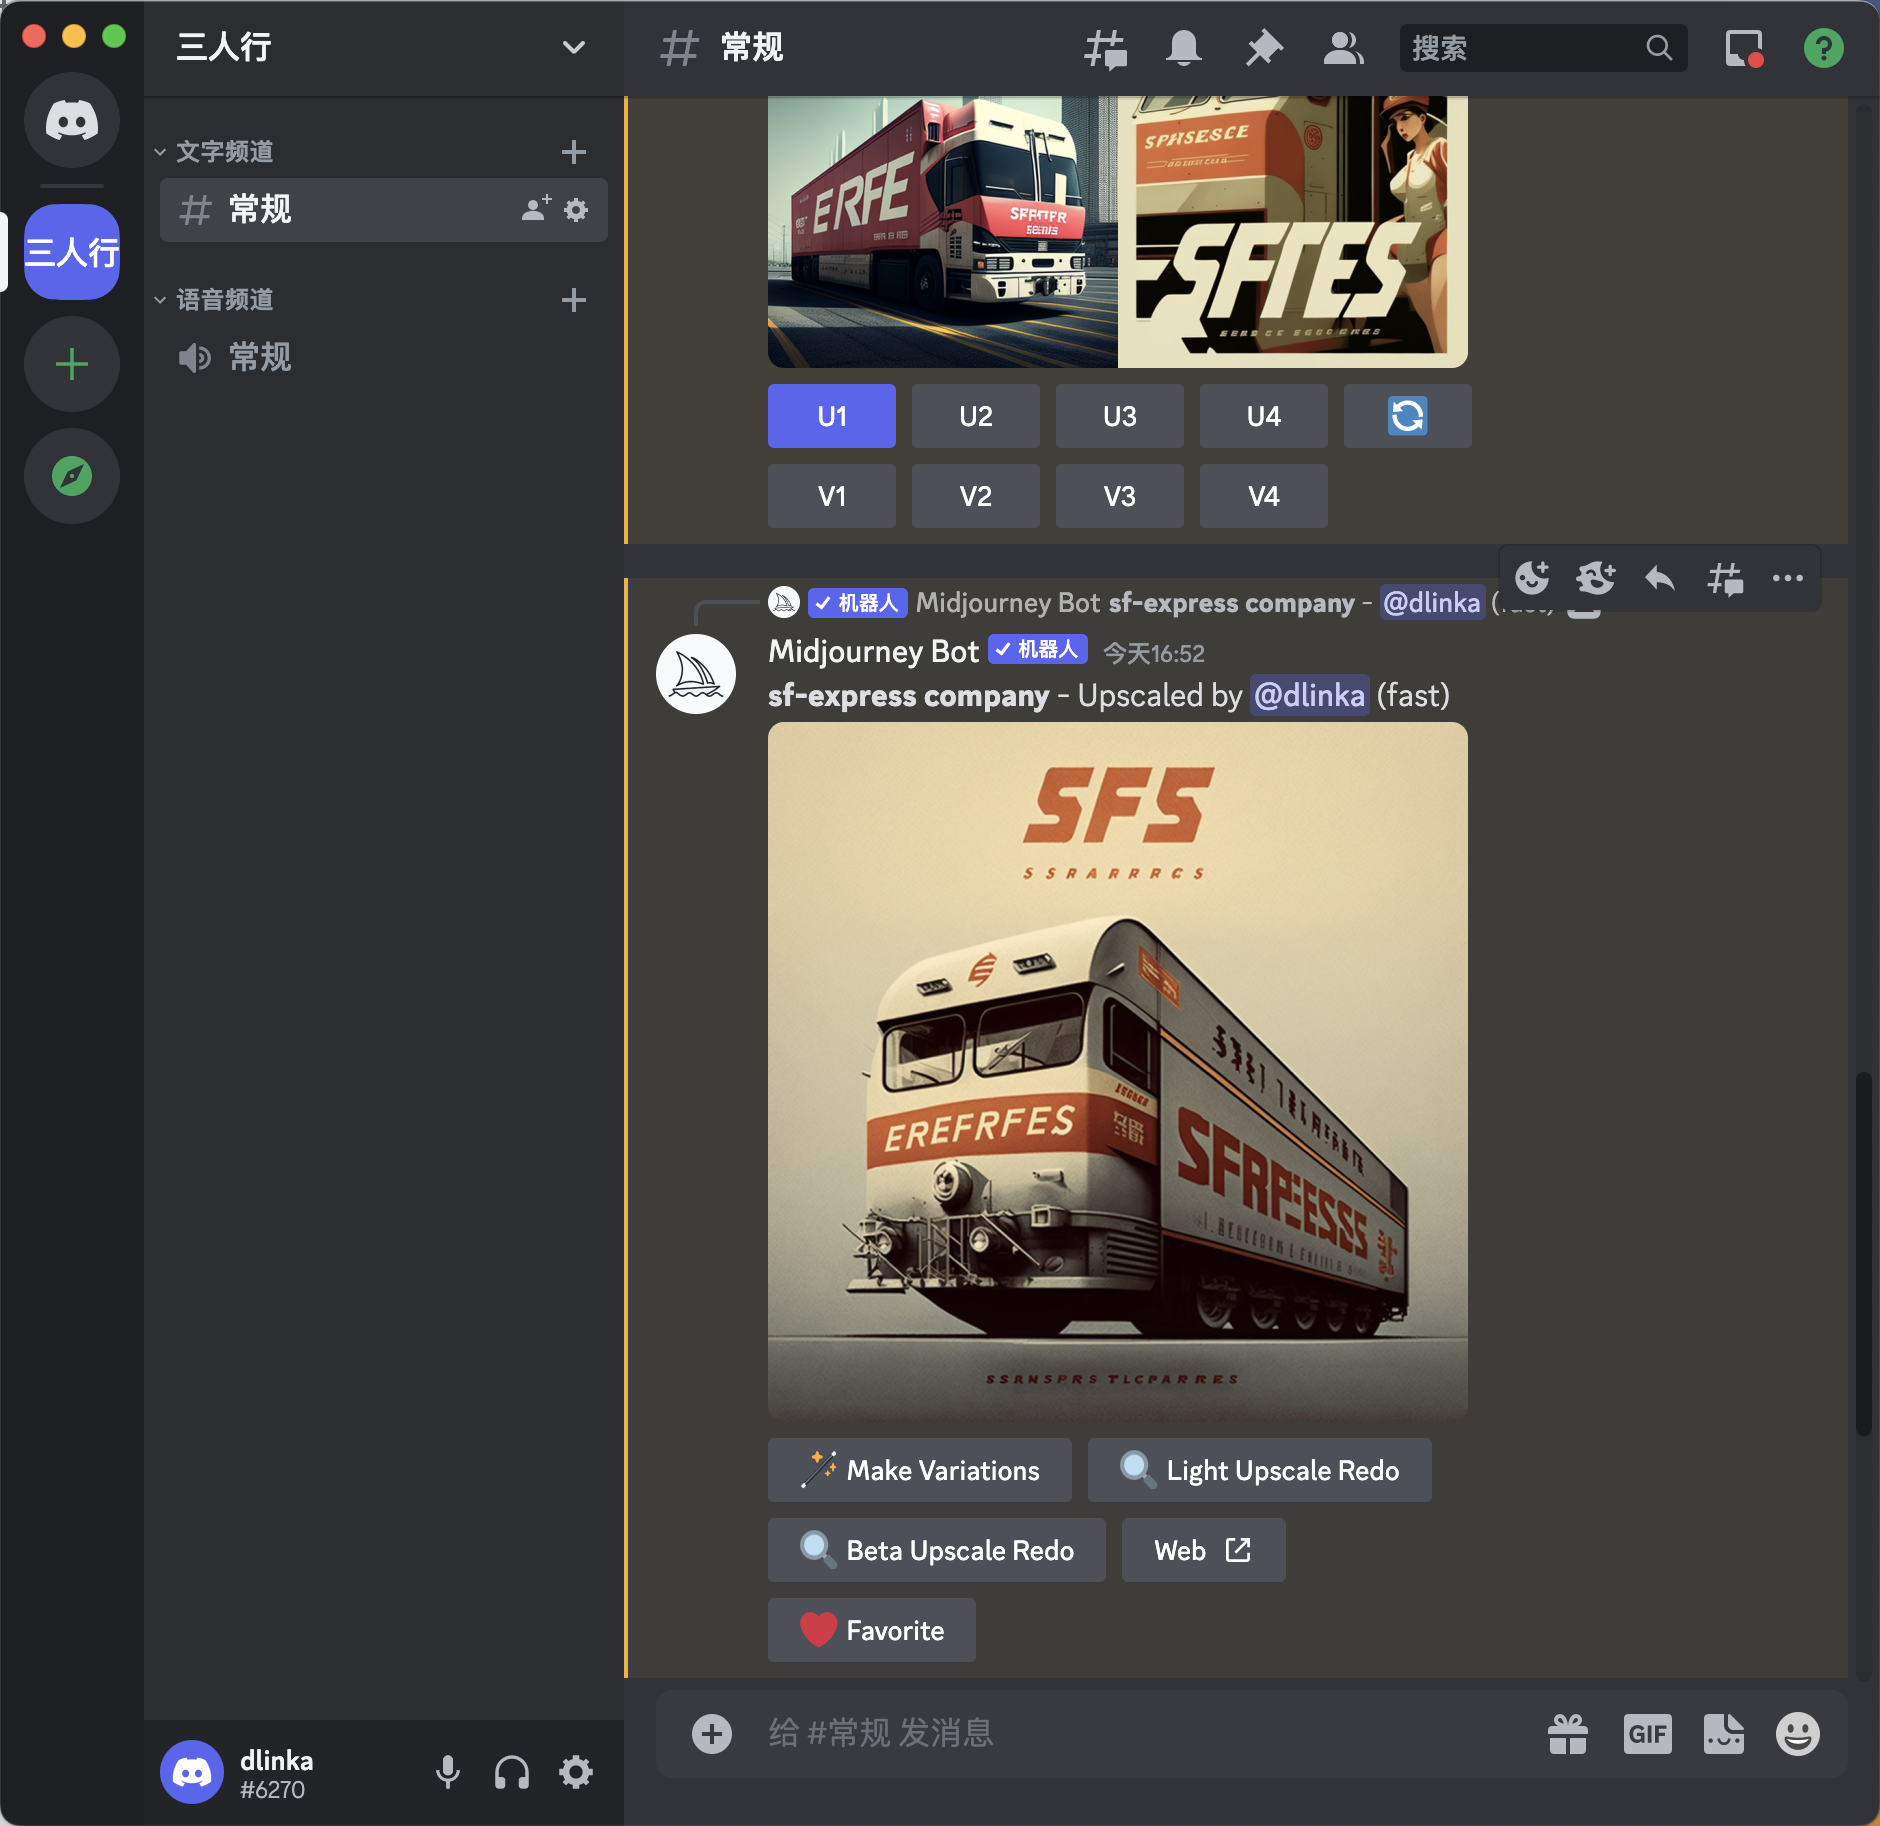 三人行
# 常规
搜索
文字频道
# 常规
三人行
语音频道
常规
ERFE
SPHSESCE
SFTES
U1 U2 U3 U4
V1 V2 V3 V4
机器人 Midjourney Bot sf-express company - @dlinka
Midjourney Bot 机器人 今天16:52
sf-express company - Upscaled by @dlinka (fast)
SFS
SSRARRRCS
EREFRFES
SFRPEESSS
SSRNSPRS TLCPARRES
Make Variations
Light Upscale Redo
Beta Upscale Redo
Web
Favorite
给 #常规 发消息
GIF
dlinka
#6270